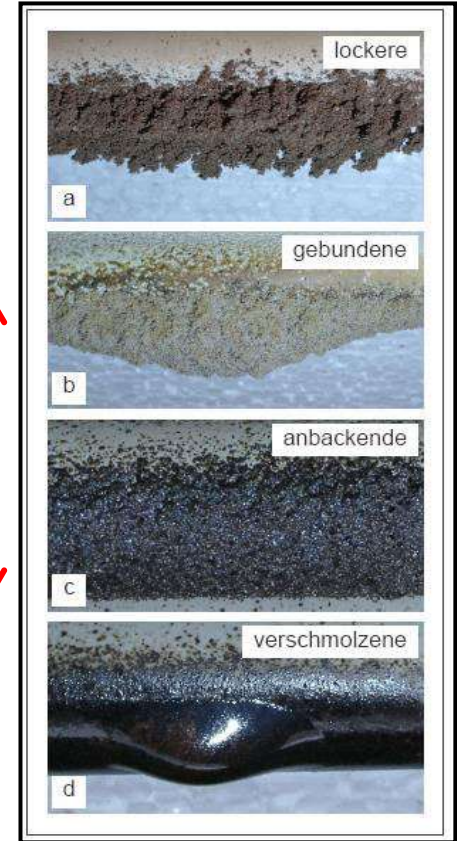 lockere
a
gebundene
b
anbackende
c
verschmolzene
d